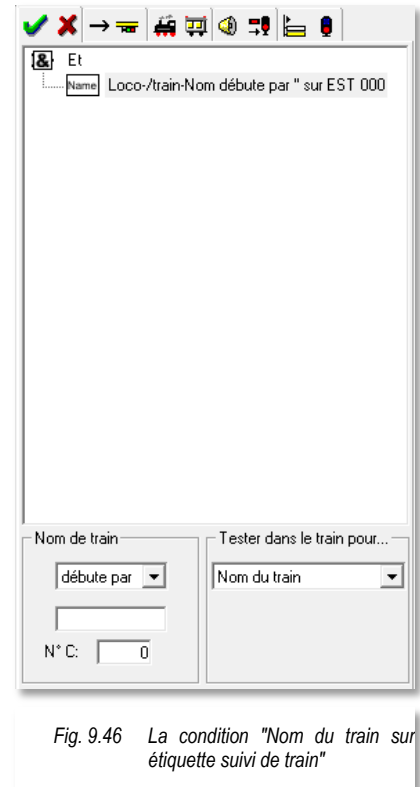 & Et
Name Loco-/train-Nom débute par '' sur EST 000
Nom de train
débute par
N° C: 0
Tester dans le train pour...
Nom du train
Fig. 9.46 La condition "Nom du train sur
étiquette suivi de train"